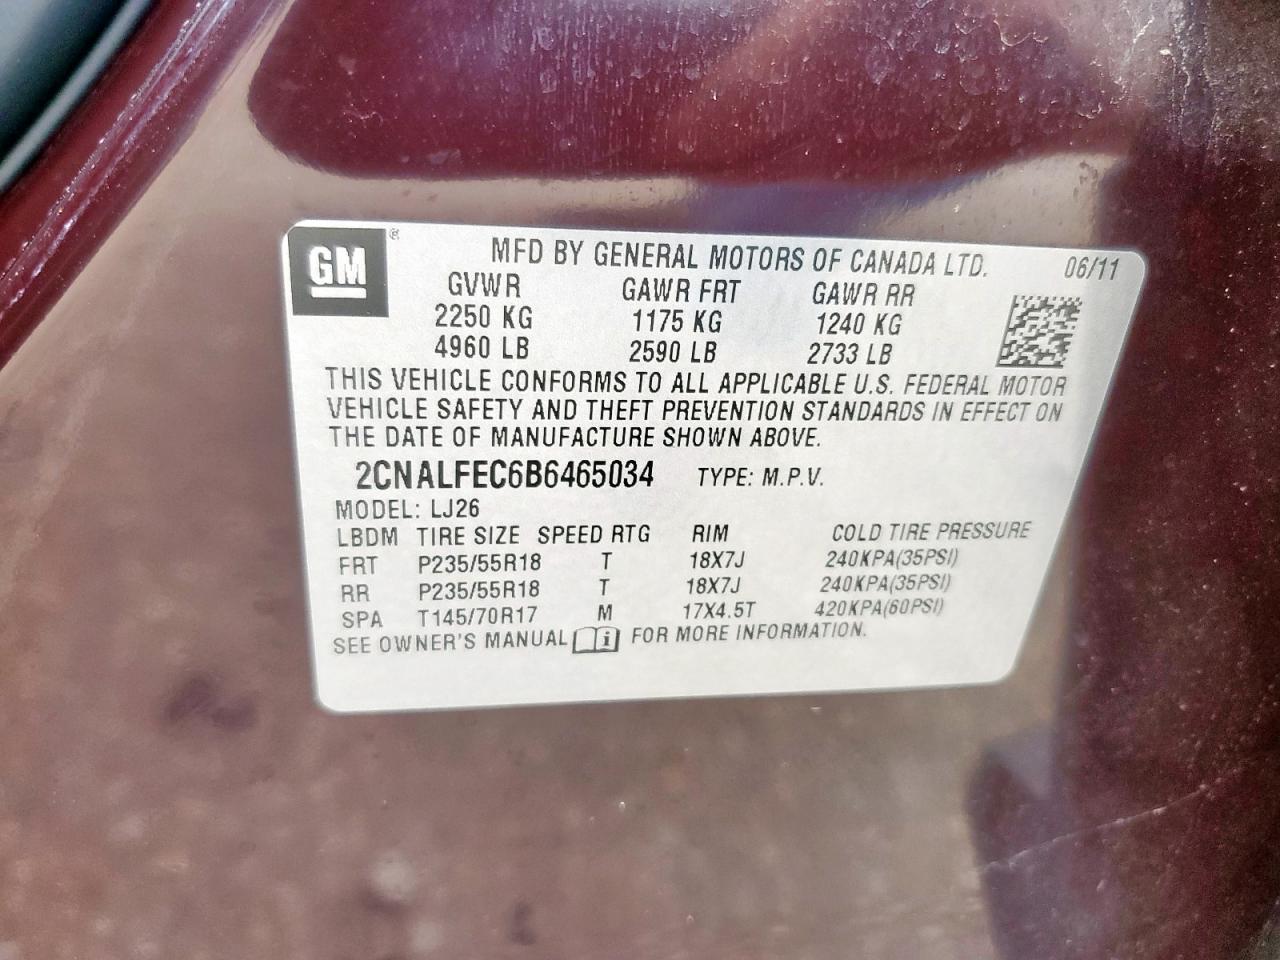 GM ®
MFD BY GENERAL MOTORS OF CANADA LTD. 06/11
GVWR GAWR FRT GAWR RR
2250 KG 1175 KG 1240 KG
4960 LB 2590 LB 2733 LB
THIS VEHICLE CONFORMS TO ALL APPLICABLE U.S. FEDERAL MOTOR
VEHICLE SAFETY AND THEFT PREVENTION STANDARDS IN EFFECT ON
THE DATE OF MANUFACTURE SHOWN ABOVE.
2CNALFEC6B6465034 TYPE: M.P.V.
MODEL: LJ26
LBDM TIRE SIZE SPEED RTG RIM COLD TIRE PRESSURE
FRT P235/55R18 T 18X7J 240KPA(35PSI)
RR P235/55R18 T 18X7J 240KPA(35PSI)
SPA T145/70R17 M 17X4.5T 420KPA(60PSI)
SEE OWNER'S MANUAL i FOR MORE INFORMATION.